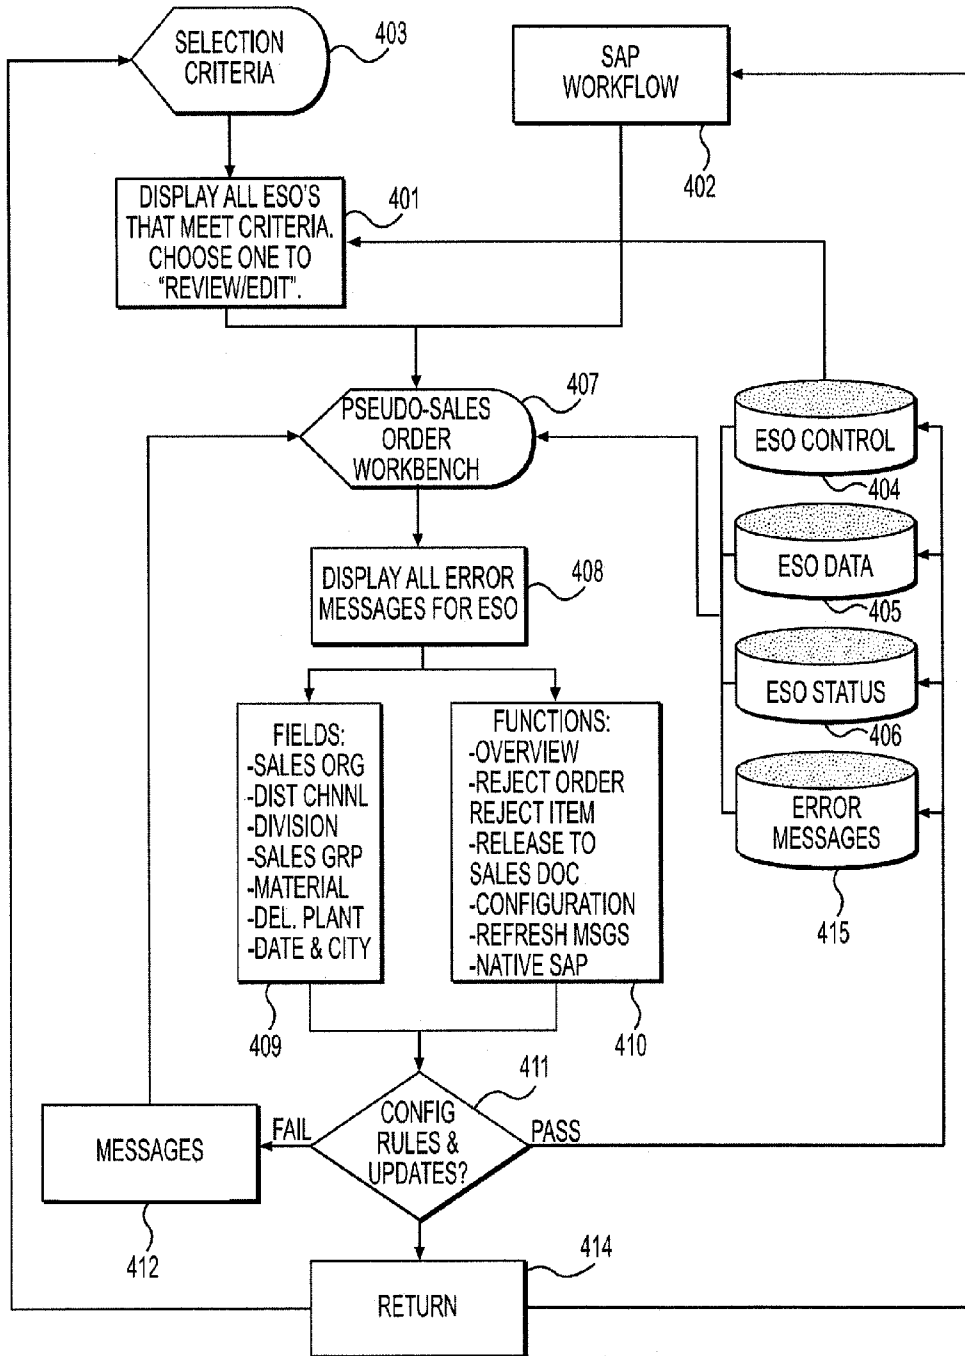 SELECTION
CRITERIA
403
SAP
WORKFLOW
402
DISPLAY ALL ESO'S
THAT MEET CRITERIA.
CHOOSE ONE TO
"REVIEW/EDIT".
401
PSEUDO-SALES
ORDER
WORKBENCH
407
ESO CONTROL
404
DISPLAY ALL ERROR
MESSAGES FOR ESO
408
ESO DATA
405
ESO STATUS
406
ERROR
MESSAGES
415
FIELDS:
-SALES ORG
-DIST CHNNL
-DIVISION
-SALES GRP
-MATERIAL
-DEL. PLANT
-DATE & CITY
409
FUNCTIONS:
-OVERVIEW
-REJECT ORDER
REJECT ITEM
-RELEASE TO
SALES DOC
-CONFIGURATION
-REFRESH MSGS
-NATIVE SAP
410
CONFIG
RULES &
UPDATES?
411
FAIL
PASS
MESSAGES
412
RETURN
414